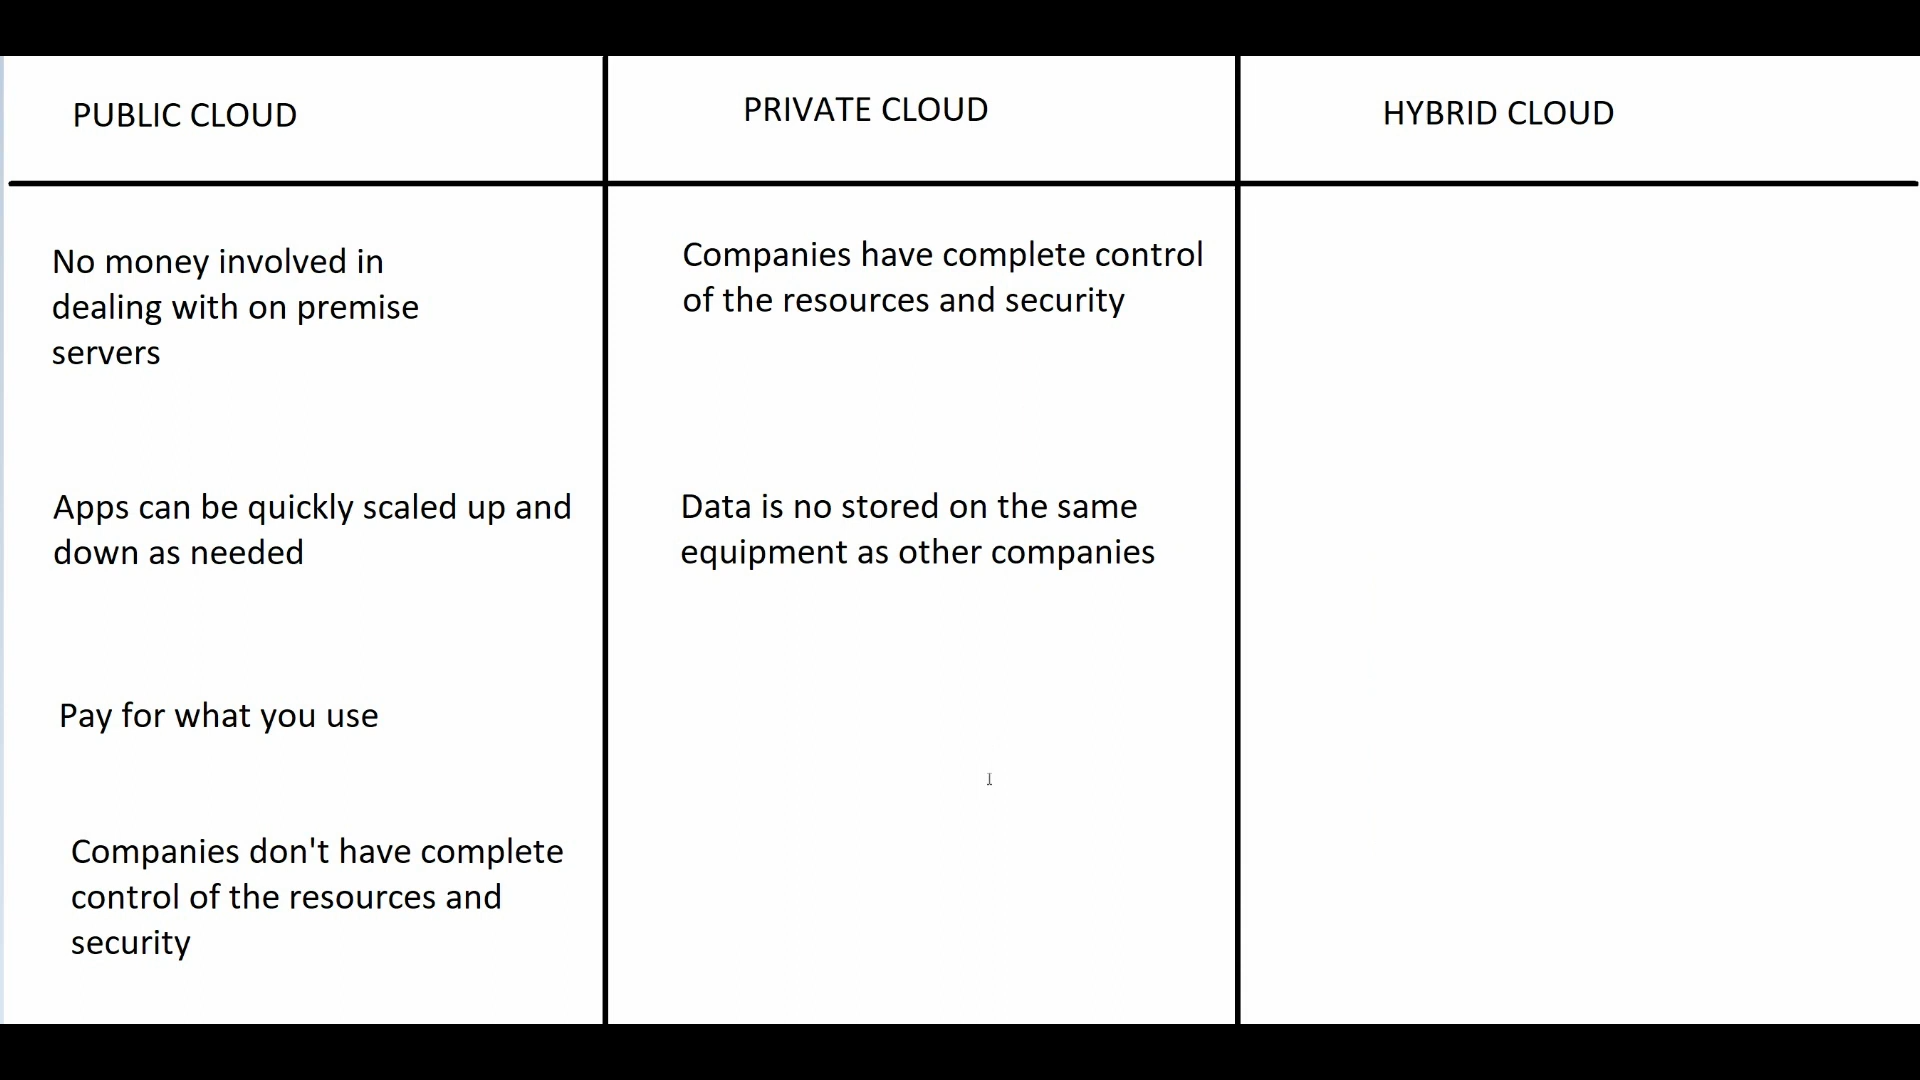 PUBLIC CLOUD
PRIVATE CLOUD
HYBRID CLOUD
No money involved in
dealing with on premise
servers
Apps can be quickly scaled up and
down as needed
Pay for what you use
Companies don't have complete
control of the resources and
security
Companies have complete control
of the resources and security
Data is no stored on the same
equipment as other companies